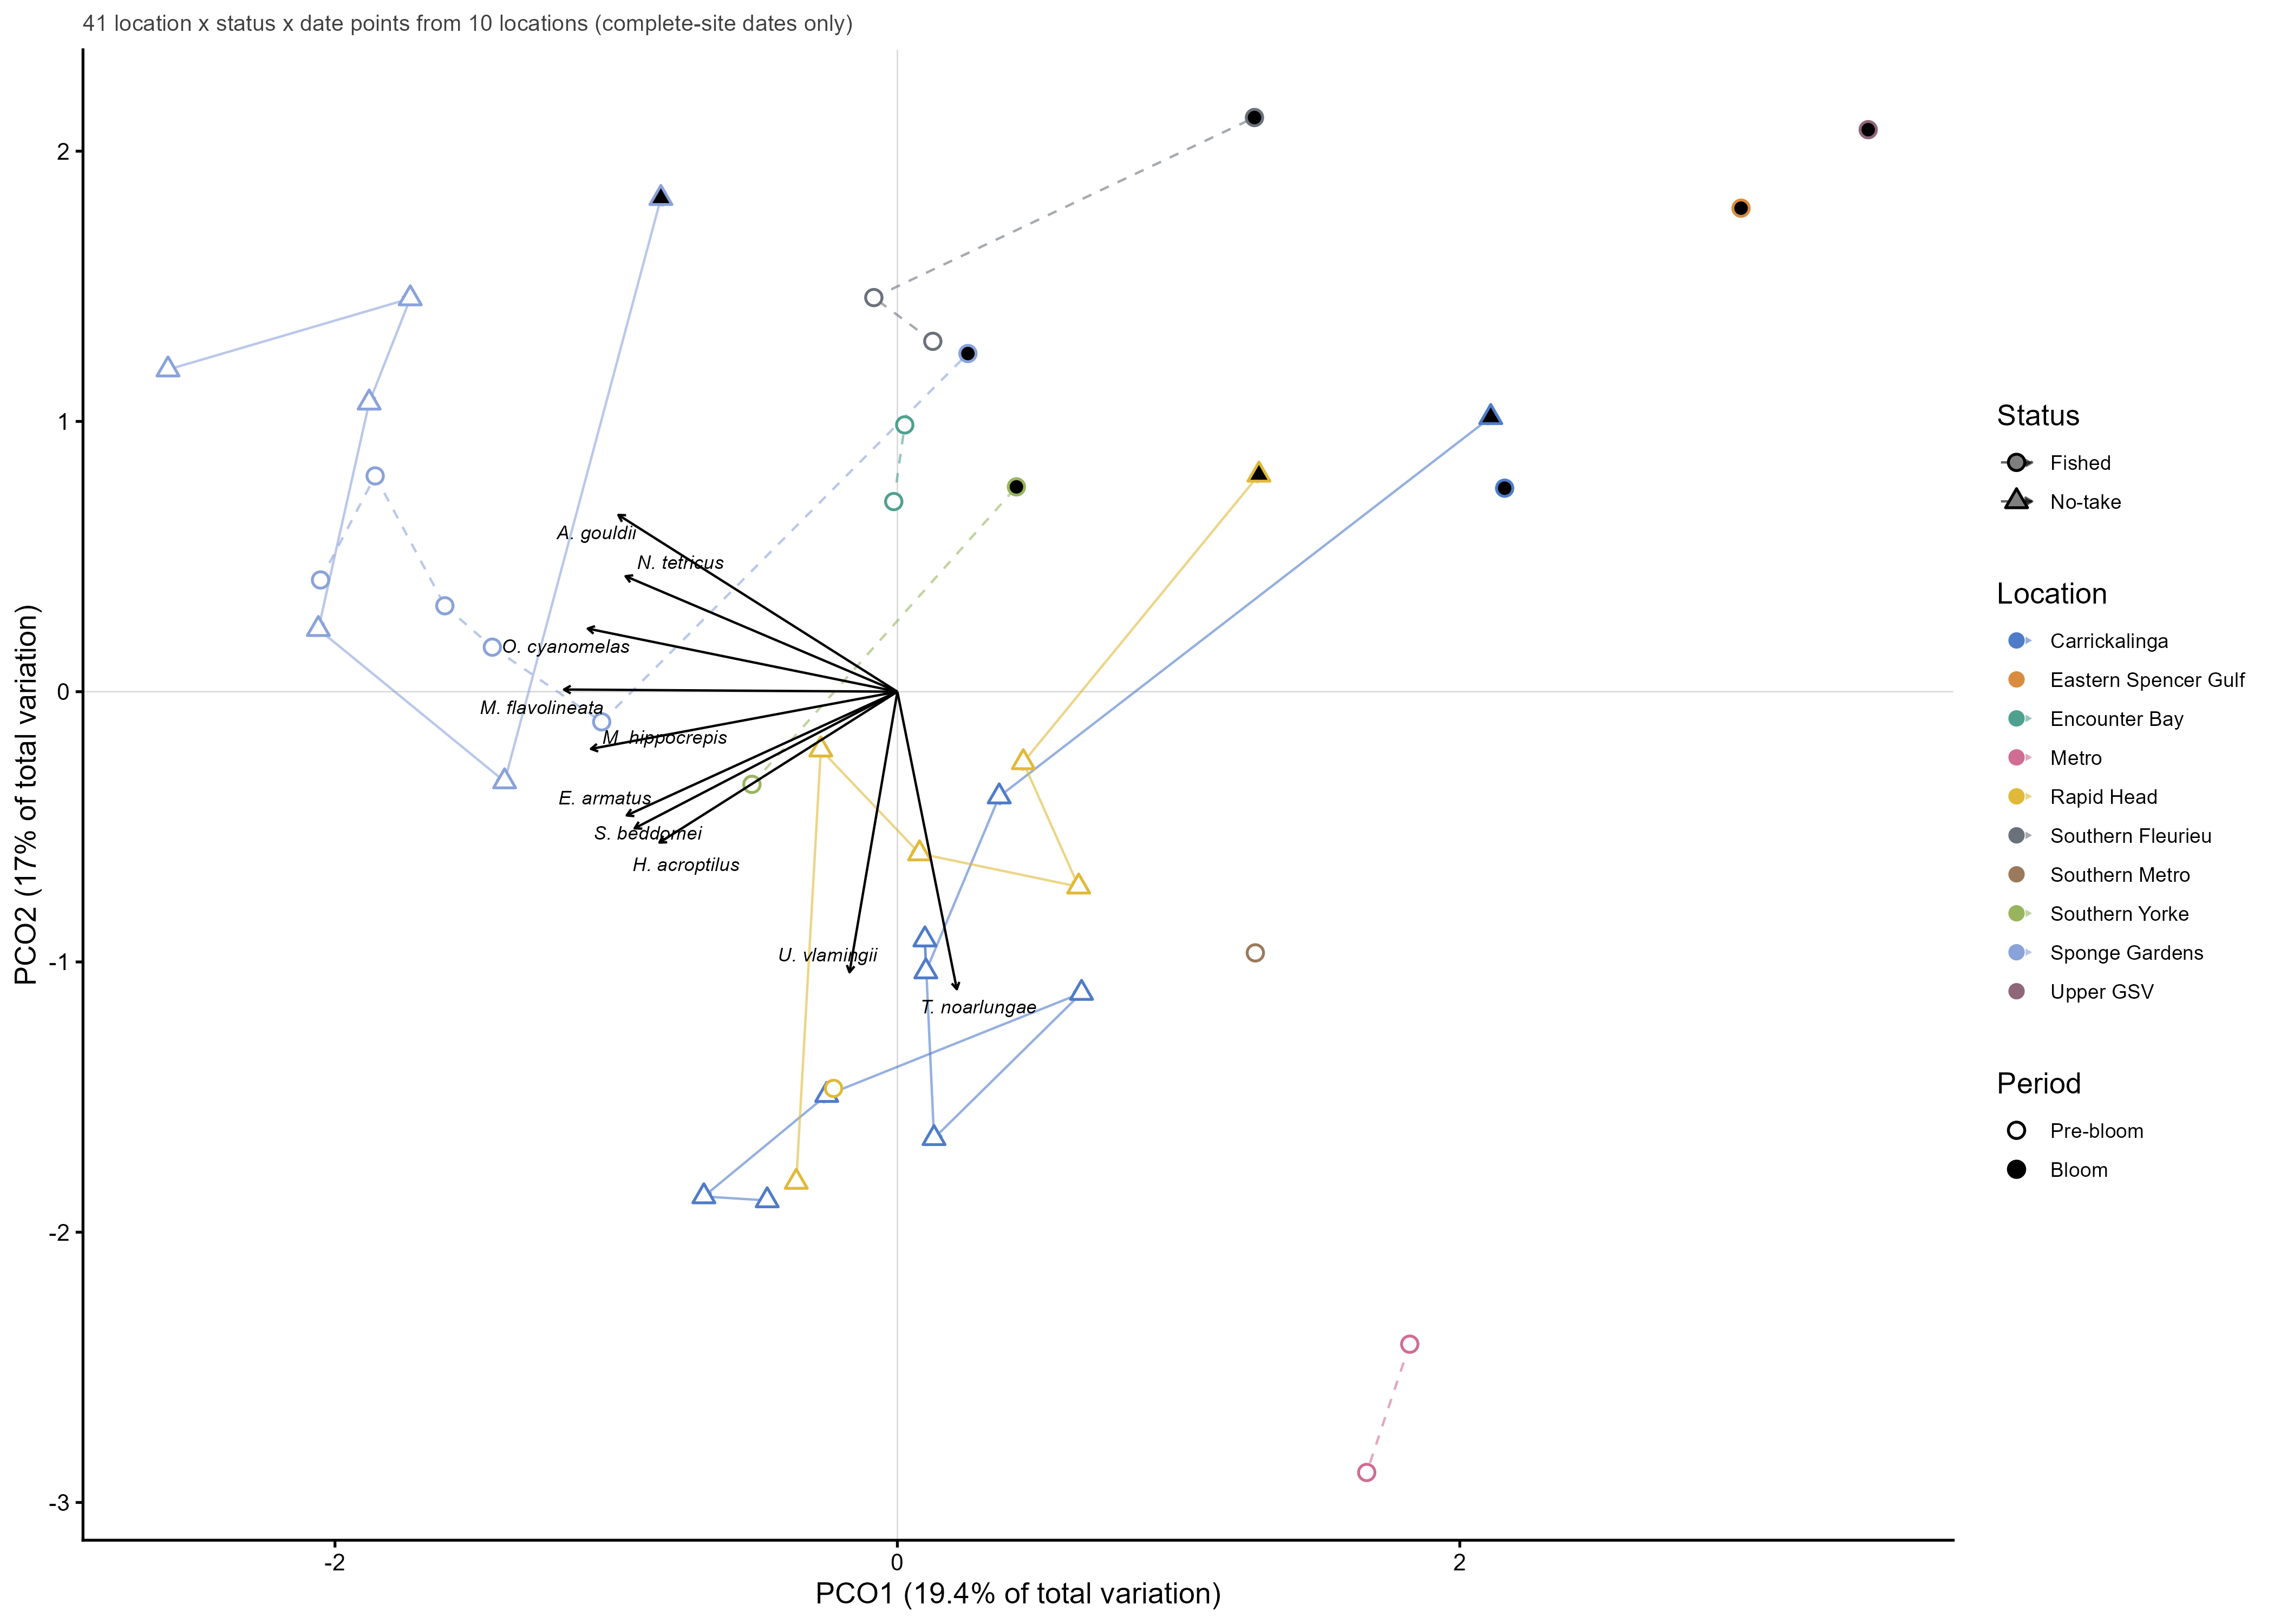 41 location x status x date points from 10 locations (complete-site dates only)
2
1
0
-1
-2
-3
PCO2 (17% of total variation)
A. gouldii
N. tetricus
O. cyanomelas
M. flavolineata
M. hippocrepis
E. armatus
S. beddomei
H. acroptilus
U. vlamingii
T. noarlungae
-2
0
2
PCO1 (19.4% of total variation)
Status
Fished
No-take
Location
Carrickalinga
Eastern Spencer Gulf
Encounter Bay
Metro
Rapid Head
Southern Fleurieu
Southern Metro
Southern Yorke
Sponge Gardens
Upper GSV
Period
Pre-bloom
Bloom